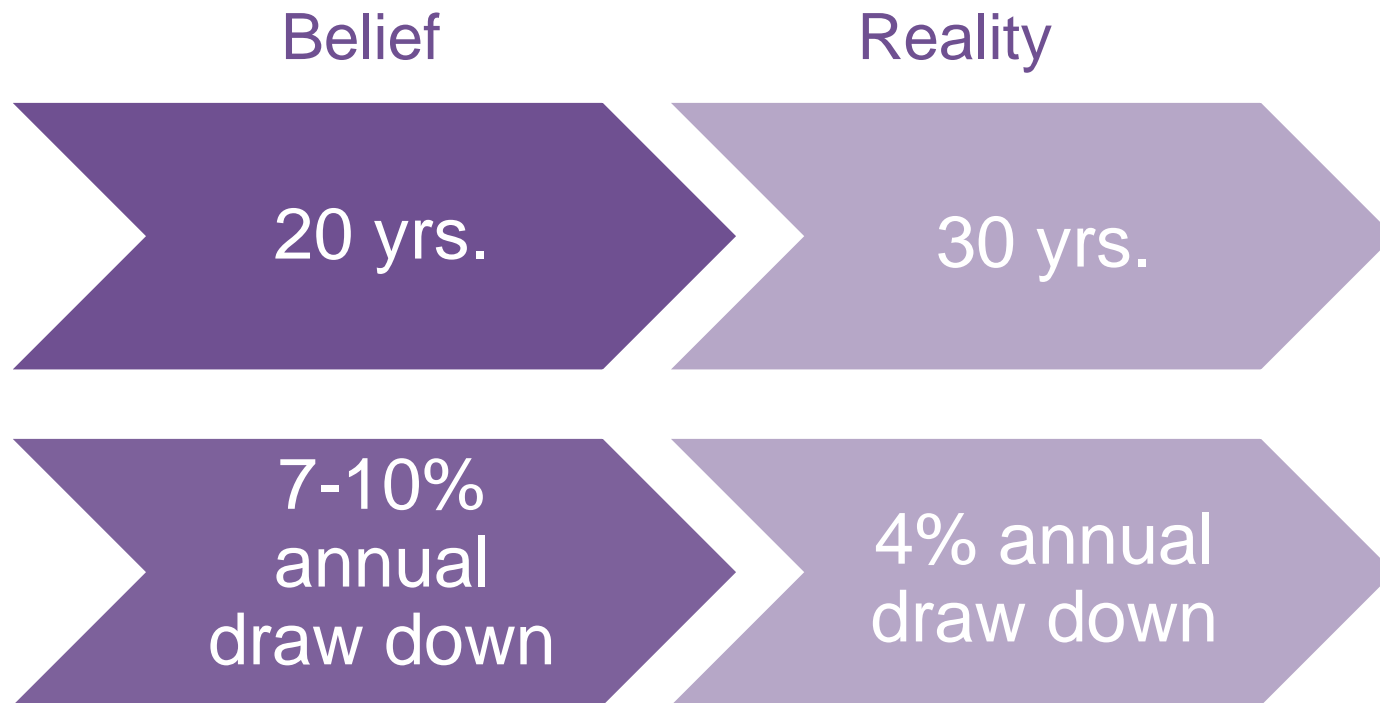 Belief
Reality
20 yrs.
30 yrs.
7-10%
annual
draw down
4% annual
draw down